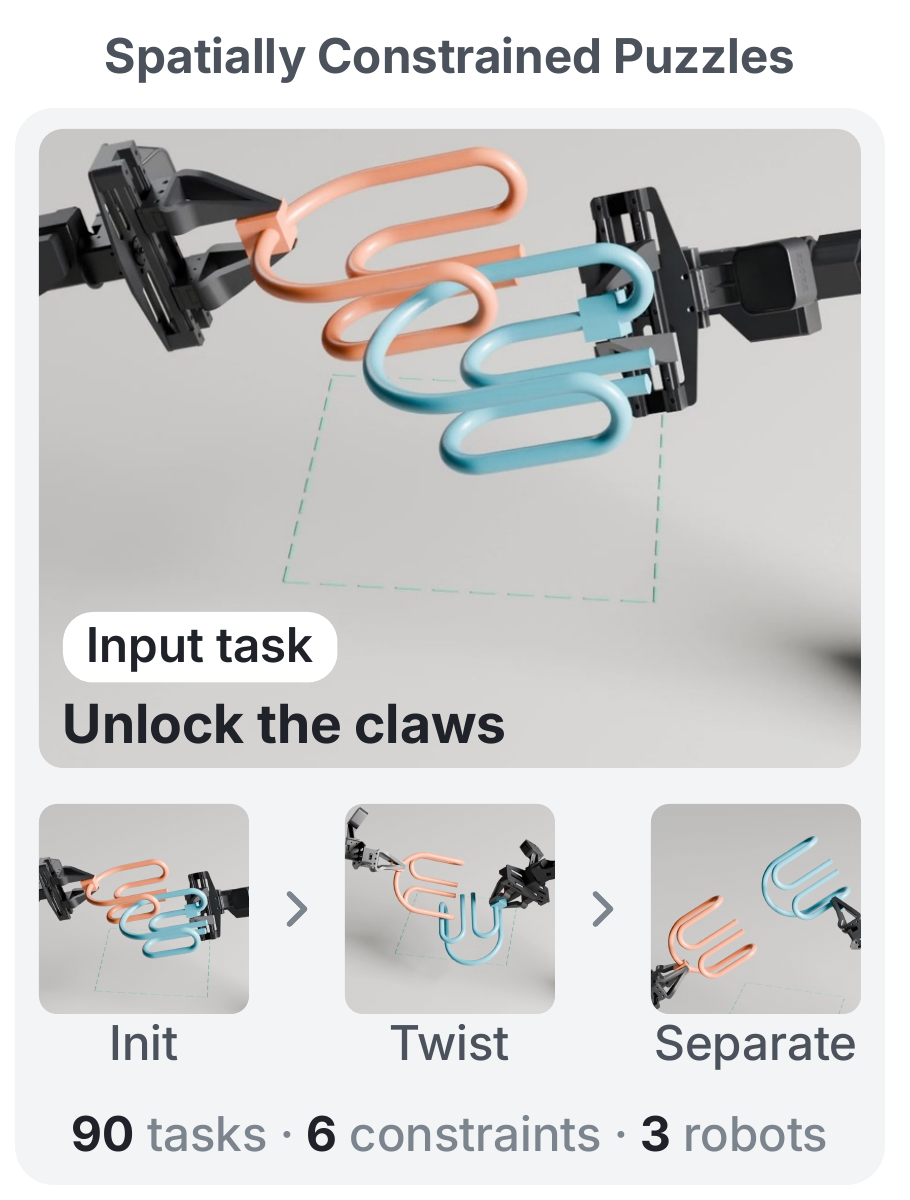 Spatially Constrained Puzzles
Input task
Unlock the claws
Init
Twist
Separate
90 tasks · 6 constraints · 3 robots